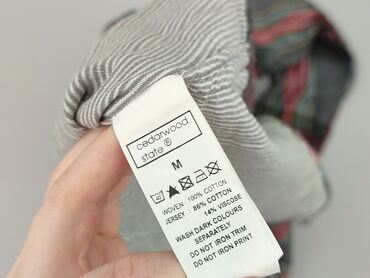 cedarwood
state ®
M
40
WOVEN : 100% COTTON
JERSEY : 86% COTTON
14% VISCOSE
WASH DARK COLOURS
SEPARATELY
DO NOT IRON TRIM
DO NOT IRON PRINT